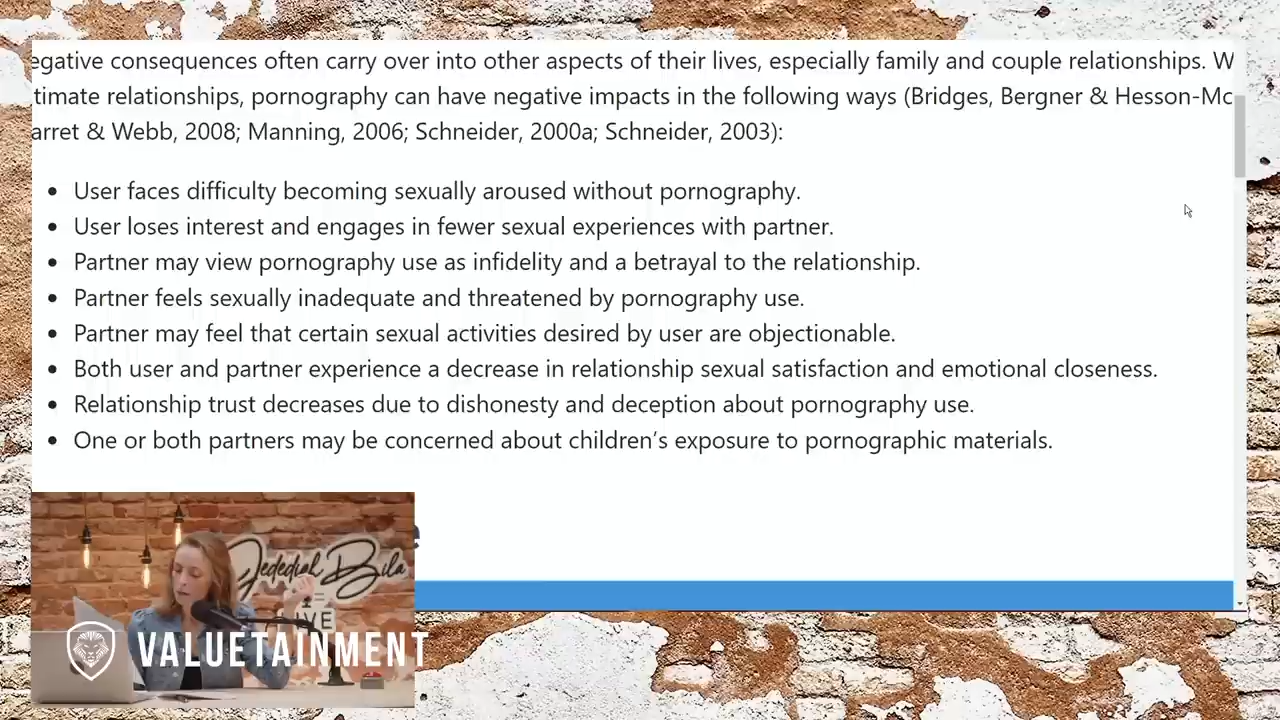 egative consequences often carry over into other aspects of their lives, especially family and couple relationships. W
timate relationships, pornography can have negative impacts in the following ways (Bridges, Bergner & Hesson-Mc
arret & Webb, 2008; Manning, 2006; Schneider, 2000a; Schneider, 2003):
• User faces difficulty becoming sexually aroused without pornography.
• User loses interest and engages in fewer sexual experiences with partner.
• Partner may view pornography use as infidelity and a betrayal to the relationship.
• Partner feels sexually inadequate and threatened by pornography use.
• Partner may feel that certain sexual activities desired by user are objectionable.
• Both user and partner experience a decrease in relationship sexual satisfaction and emotional closeness.
• Relationship trust decreases due to dishonesty and deception about pornography use.
• One or both partners may be concerned about children’s exposure to pornographic materials.
Jedediah Bila
LIVE
VALUETAINMENT